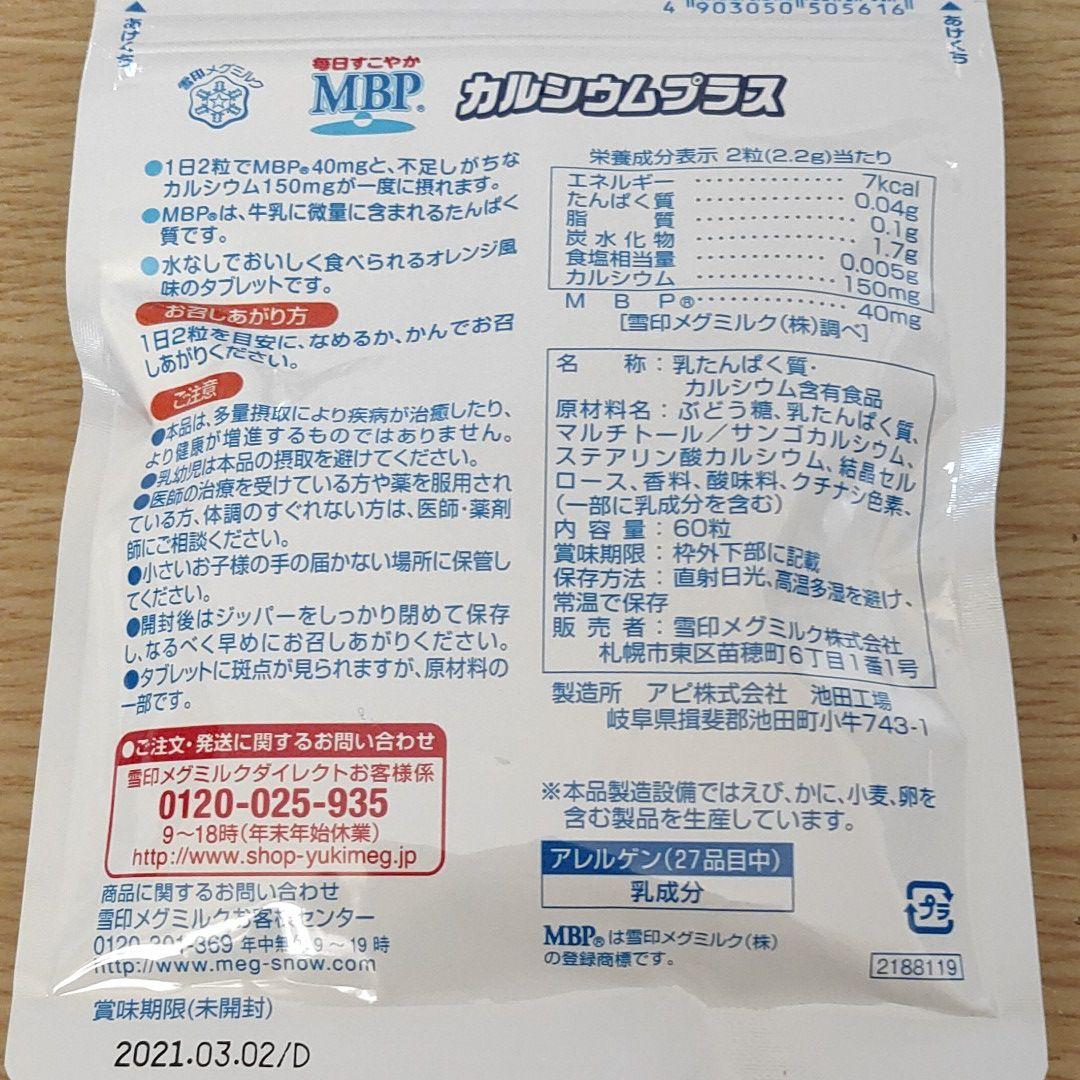 4 903050 505616
▲あけくち
▲あけくち
雪印メグミルク
毎日すこやか
MBP®
カルシウムプラス
●1日2粒でMBP®40mgと、不足しがちな
カルシウム150mgが一度に摂れます。
●MBP®は、牛乳に微量に含まれるたんぱく
質です。
●水なしでおいしく食べられるオレンジ風
味のタブレットです。
お召しあがり方
1日2粒を目安に、なめるか、かんでお召
しあがりください。
ご注意
●本品は、多量摂取により疾病が治癒したり、
より健康が増進するものではありません。
●乳幼児は本品の摂取を避けてください。
●医師の治療を受けている方や薬を服用され
ている方、体調のすぐれない方は、医師・薬剤
師にご相談ください。
●小さいお子様の手の届かない場所に保管し
てください。
●開封後はジッパーをしっかり閉めて保存
し、なるべく早めにお召しあがりください。
●タブレットに斑点が見られますが、原材料の
一部です。
●ご注文・発送に関するお問い合わせ
雪印メグミルクダイレクトお客様係
0120-025-935
9〜18時(年末年始休業)
http://www.shop-yukimeg.jp
商品に関するお問い合わせ
雪印メグミルクお客様センター
0120-301-369 年中無 9〜19時
http://www.meg-snow.com
賞味期限(未開封)
2021.03.02/D
栄養成分表示 2粒(2.2g)当たり
エネルギー ……………… 7kcal
たんぱく質 ……………… 0.04g
脂質 ……………… 0.1g
炭水化物 ……………… 1.7g
食塩相当量 ……………… 0.005g
カルシウム ……………… 150mg
MBP® ……………… 40mg
[雪印メグミルク(株)調べ]
名称:乳たんぱく質・
カルシウム含有食品
原材料名:ぶどう糖、乳たんぱく質、
マルチトール/サンゴカルシウム、
ステアリン酸カルシウム、結晶セル
ロース、香料、酸味料、クチナシ色素、
(一部に乳成分を含む)
内容量:60粒
賞味期限:枠外下部に記載
保存方法:直射日光、高温多湿を避け、
常温で保存
販売者:雪印メグミルク株式会社
札幌市東区苗穂町6丁目1番1号
製造所 アピ株式会社 池田工場
岐阜県揖斐郡池田町小牛743-1
※本品製造設備ではえび、かに、小麦、卵を
含む製品を生産しています。
アレルゲン(27品目中)
乳成分
プラ
MBP®は雪印メグミルク(株)
の登録商標です。
2188119